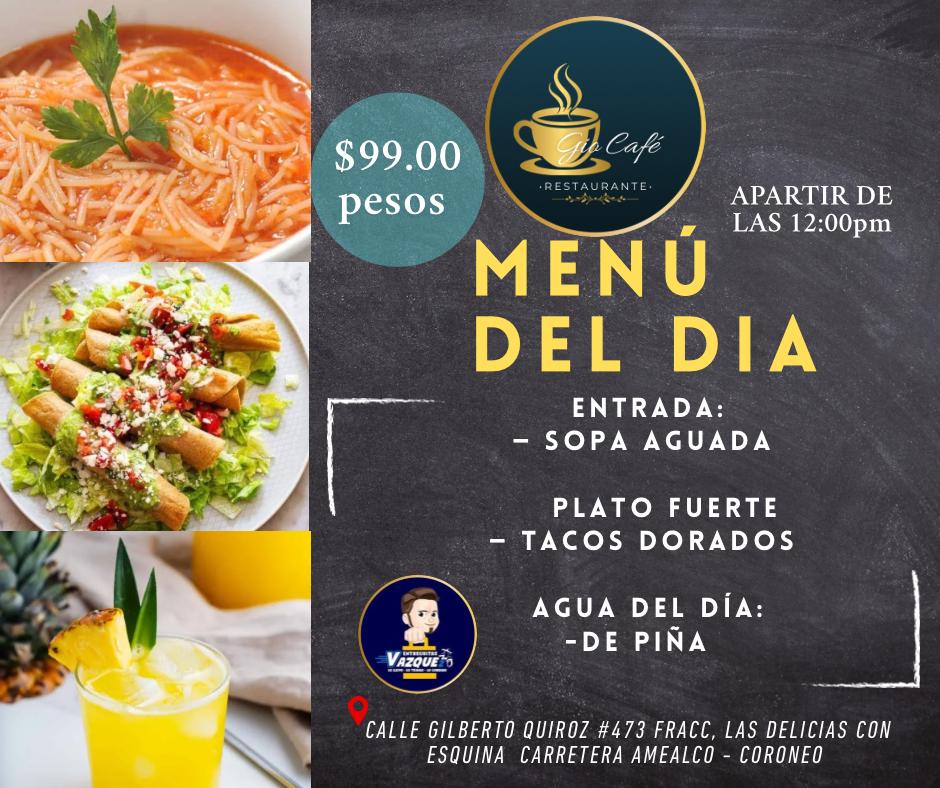 $99.00
pesos
Gio Café
·RESTAURANTE·
APARTIR DE
LAS 12:00pm
MENÚ
DEL DIA
ENTRADA:
– SOPA AGUADA
PLATO FUERTE
– TACOS DORADOS
AGUA DEL DÍA:
-DE PIÑA
VAZQUEZ
CALLE GILBERTO QUIROZ #473 FRACC, LAS DELICIAS CON
ESQUINA CARRETERA AMEALCO - CORONEO